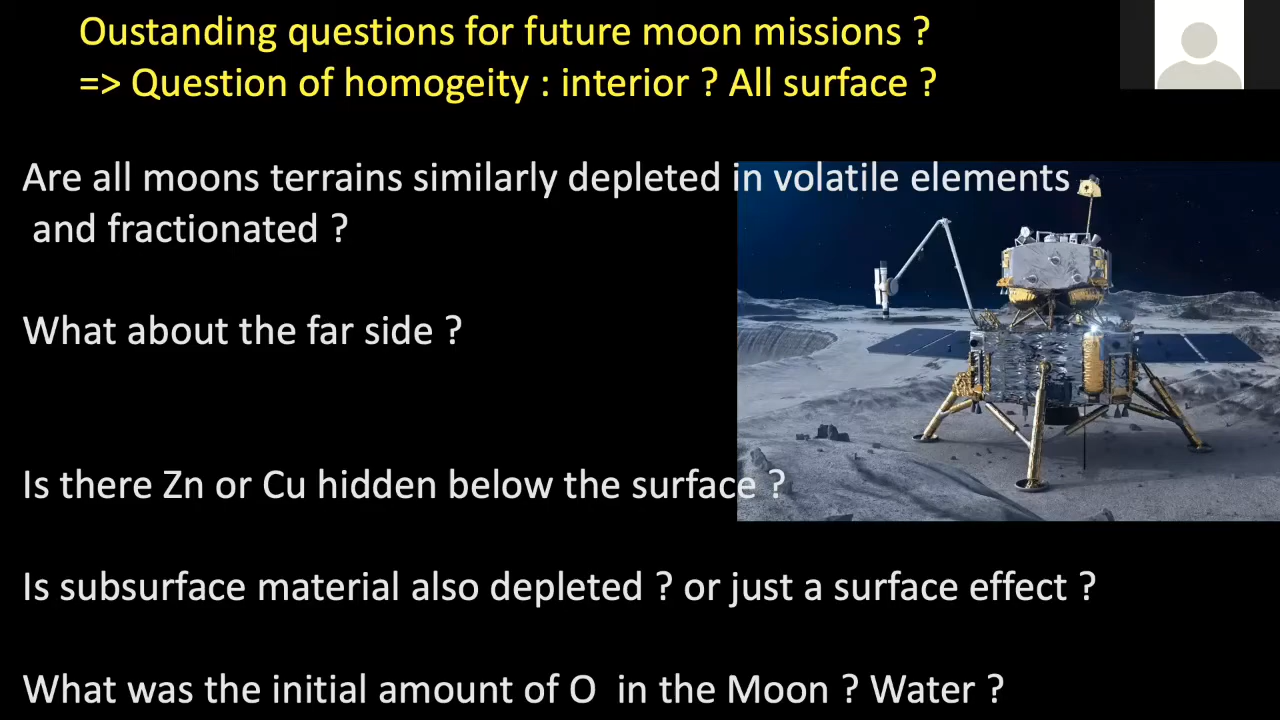 Oustanding questions for future moon missions ?
=> Question of homogeity : interior ? All surface ?
Are all moons terrains similarly depleted in volatile elements
and fractionated ?
What about the far side ?
Is there Zn or Cu hidden below the surface ?
Is subsurface material also depleted ? or just a surface effect ?
What was the initial amount of O in the Moon ? Water ?